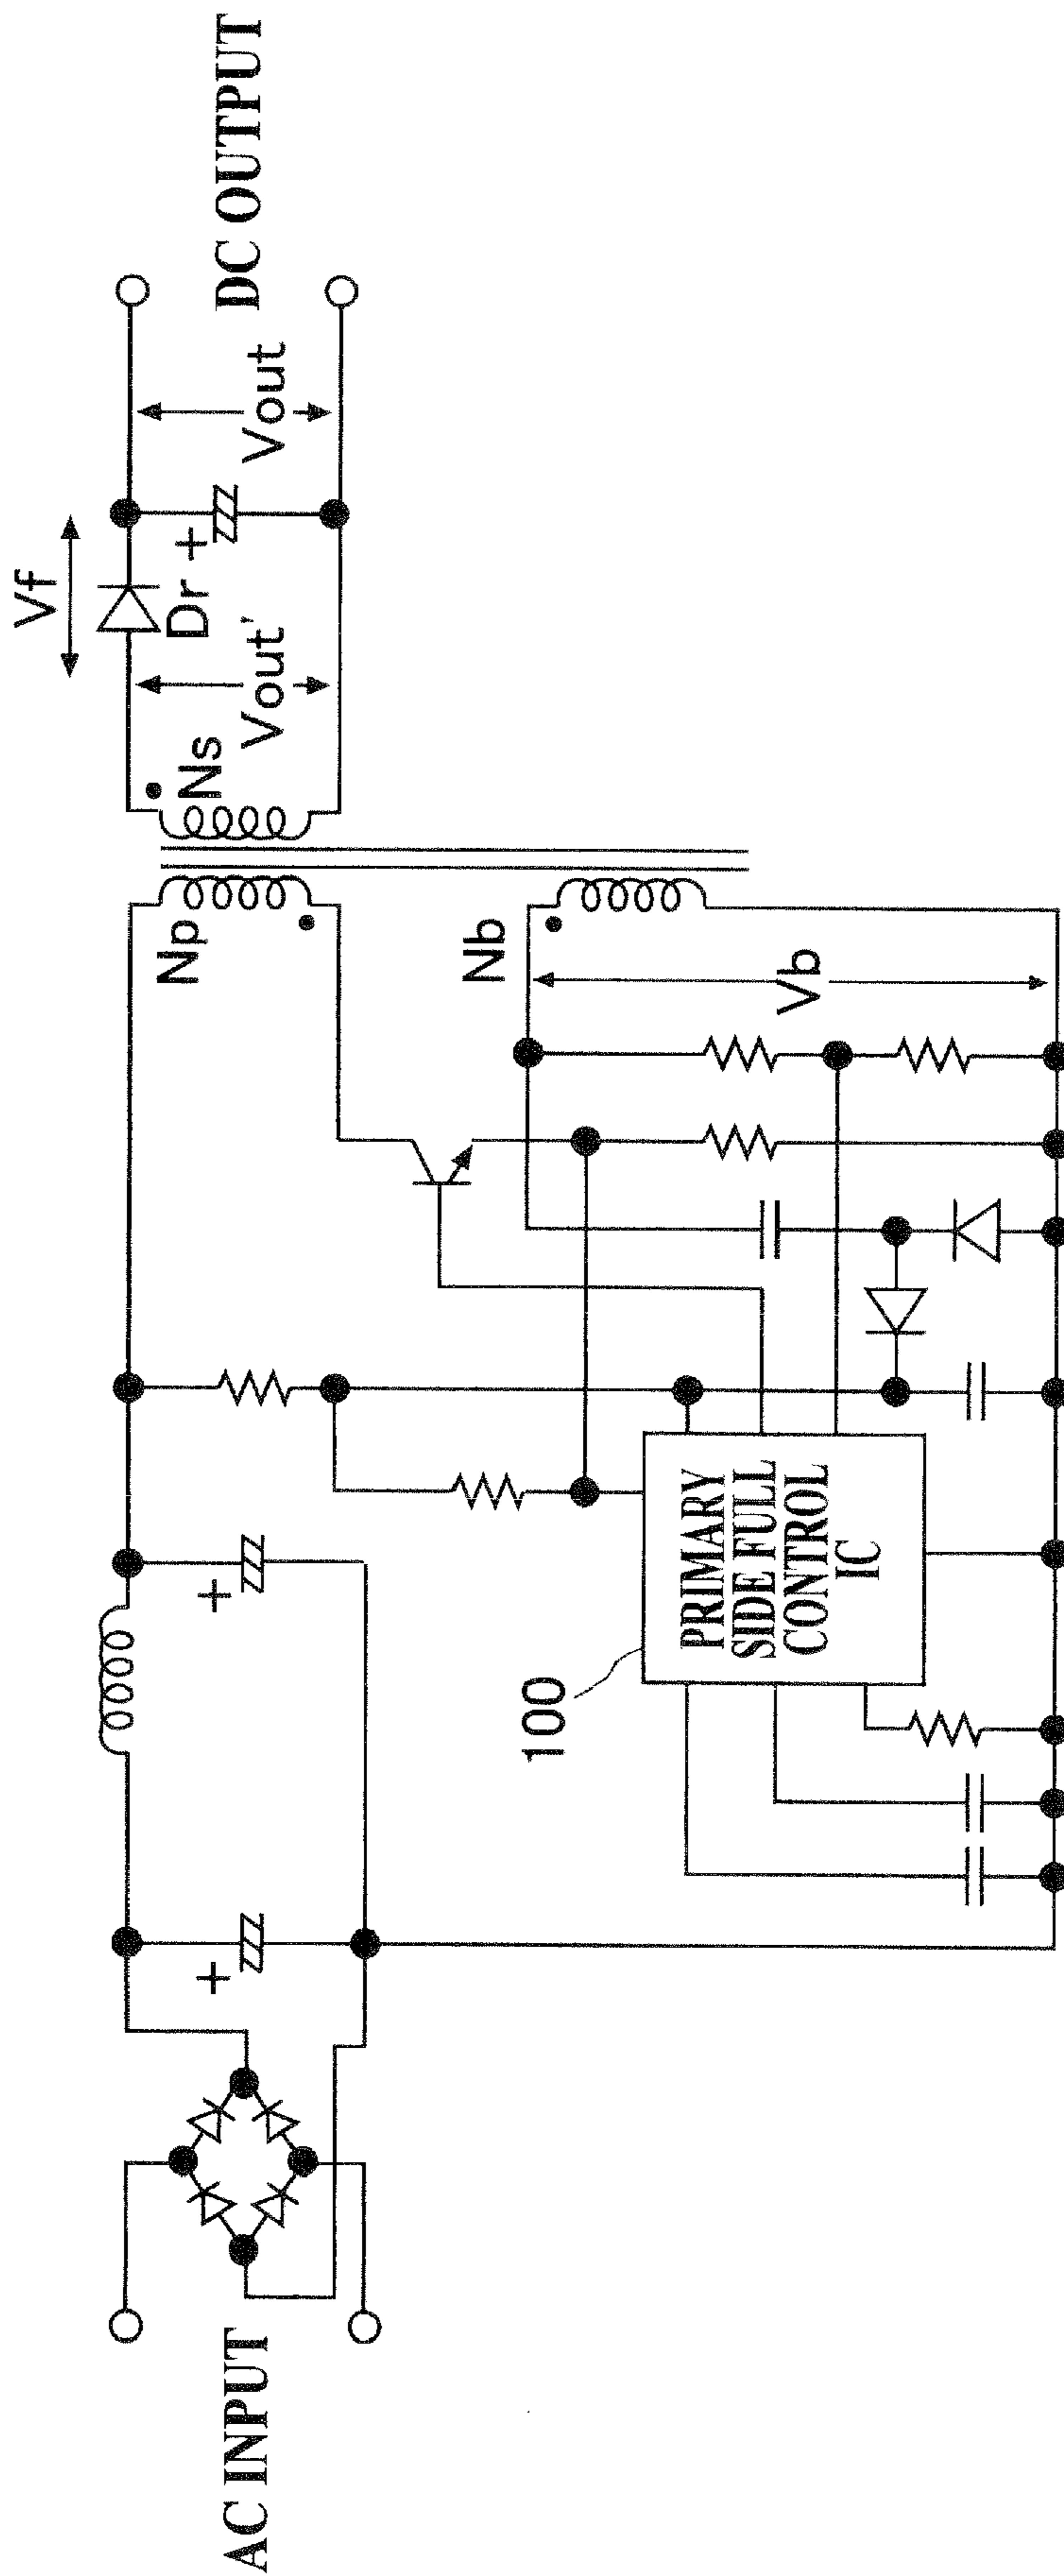 AC INPUT
100
PRIMARY
SIDE FULL
CONTROL
IC
+
+
Np
Nb
Vb
Ns
Vout'
Vf
Dr
+
Vout
DC OUTPUT